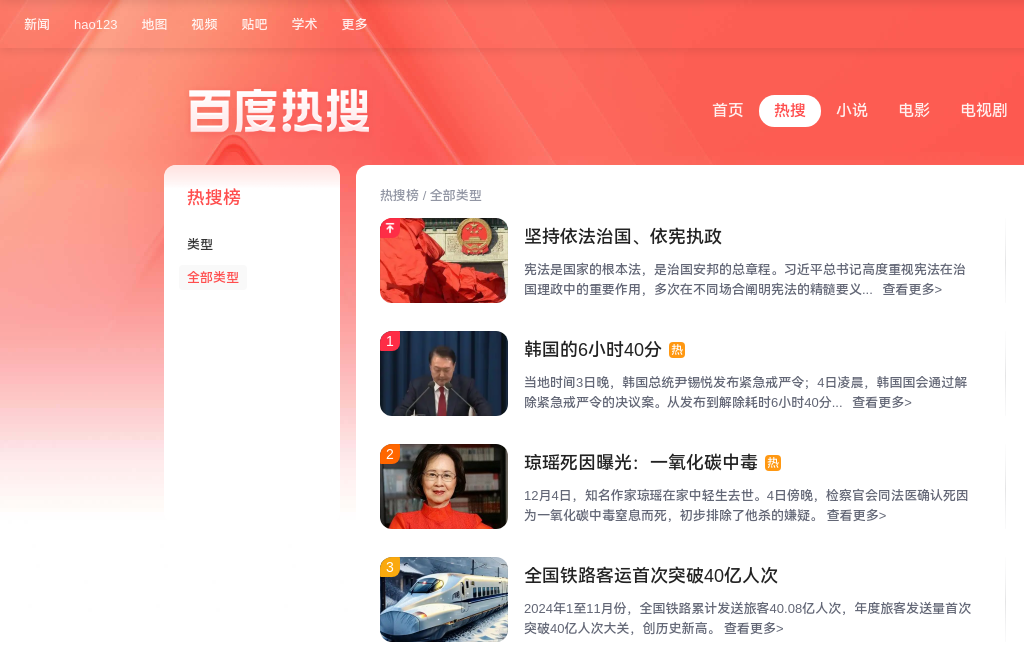 新闻 hao123 地图 视频 贴吧 学术 更多
百度热搜
首页 热搜 小说 电影 电视剧
热搜榜
类型
全部类型
热搜榜 / 全部类型
坚持依法治国、依宪执政
宪法是国家的根本法，是治国安邦的总章程。习近平总书记高度重视宪法在治
国理政中的重要作用，多次在不同场合阐明宪法的精髓要义... 查看更多>
1
韩国的6小时40分 热
当地时间3日晚，韩国总统尹锡悦发布紧急戒严令；4日凌晨，韩国国会通过解
除紧急戒严令的决议案。从发布到解除耗时6小时40分... 查看更多>
2
琼瑶死因曝光：一氧化碳中毒 热
12月4日，知名作家琼瑶在家中轻生去世。4日傍晚，检察官会同法医确认死因
为一氧化碳中毒窒息而死，初步排除了他杀的嫌疑。 查看更多>
3
全国铁路客运首次突破40亿人次
2024年1至11月份，全国铁路累计发送旅客40.08亿人次，年度旅客发送量首次
突破40亿人次大关，创历史新高。 查看更多>